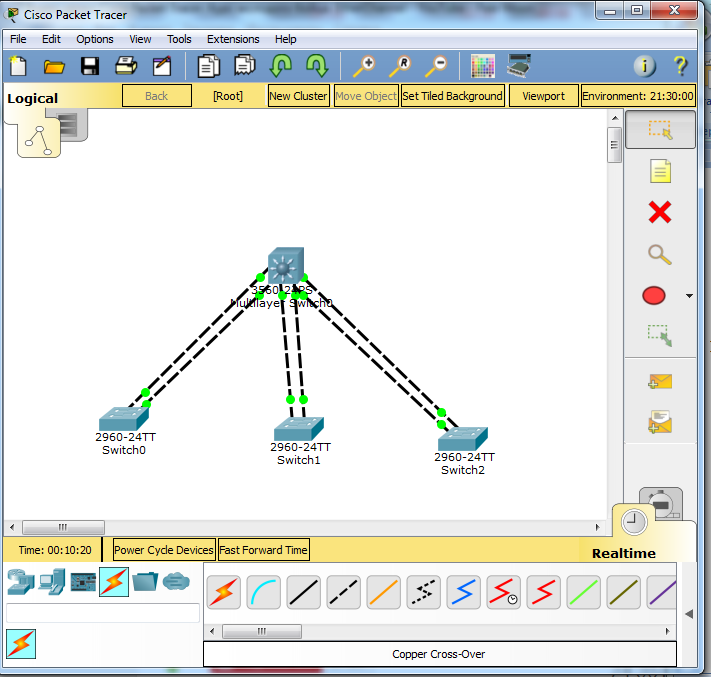 Cisco Packet Tracer
File Edit Options View Tools Extensions Help
Logical
Back
[Root]
New Cluster
Move Object
Set Tiled Background
Viewport
Environment: 21:30:00
3560-24PS
Multilayer Switch0
2960-24TT
Switch0
2960-24TT
Switch1
2960-24TT
Switch2
Time: 00:10:20
Power Cycle Devices
Fast Forward Time
Realtime
Copper Cross-Over